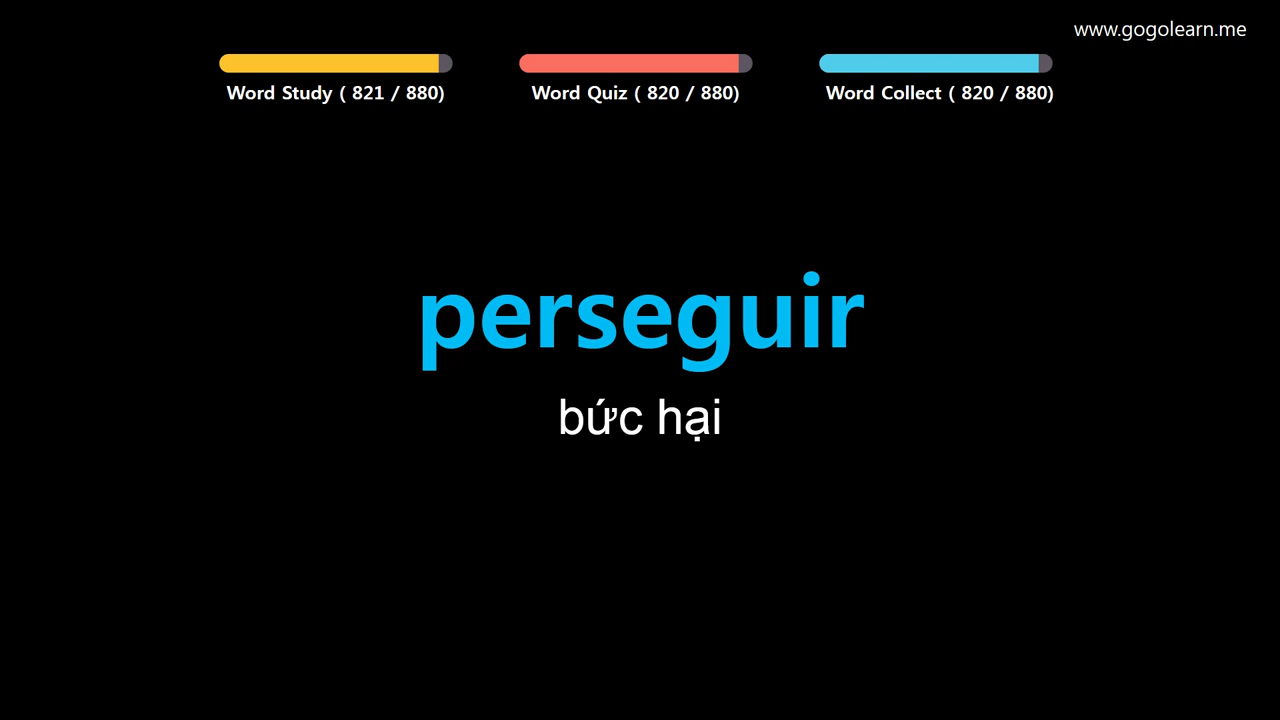 www.gogolearn.me
Word Study ( 821 / 880)
Word Quiz ( 820 / 880)
Word Collect ( 820 / 880)
perseguir
bức hại